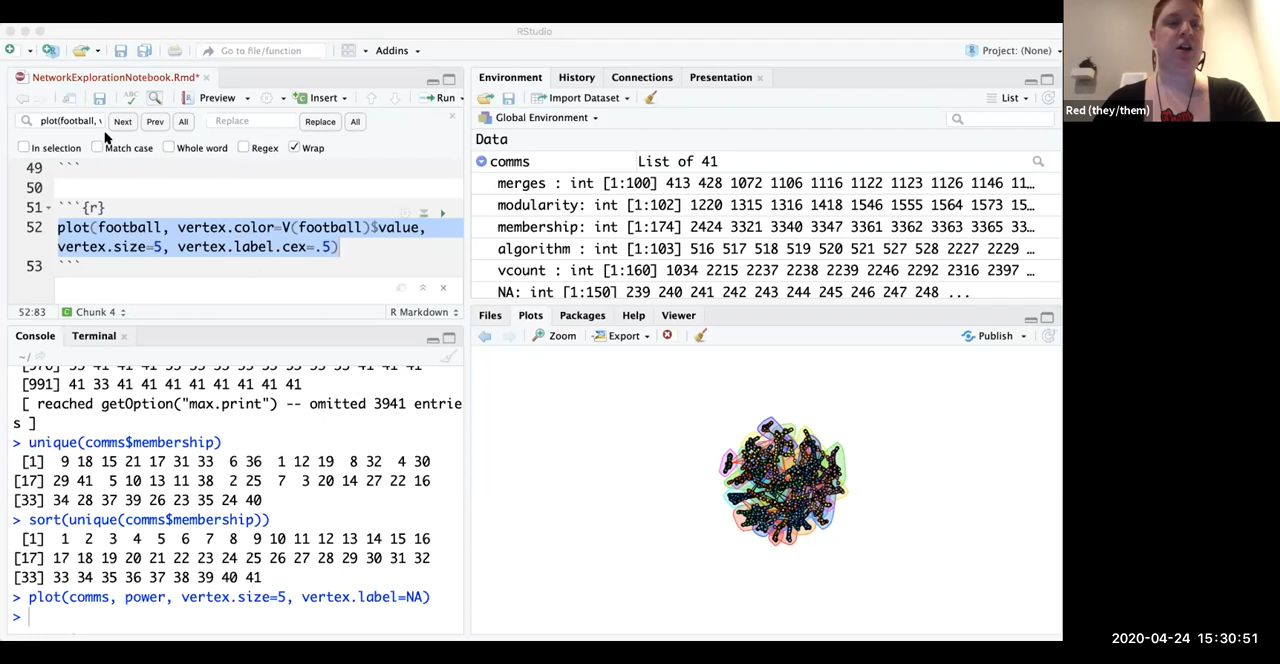 RStudio
Go to file/function
Addins
Project: (None)
NetworkExplorationNotebook.Rmd*
Preview
Insert
Run
plot(football, v
Next
Prev
All
Replace
Replace
All
In selection
Match case
Whole word
Regex
Wrap
49 ```
50
51 ```{r}
52 plot(football, vertex.color=V(football)$value,
vertex.size=5, vertex.label.cex=.5)
53 ```
52:83
Chunk 4
R Markdown
Console
Terminal
~/
[991] 41 33 41 41 41 41 41 41 41 41
[ reached getOption("max.print") -- omitted 3941 entrie
s ]
> unique(comms$membership)
[1] 9 18 15 21 17 31 33 6 36 1 12 19 8 32 4 30
[17] 29 41 5 10 13 11 38 2 25 7 3 20 14 27 22 16
[33] 34 28 37 39 26 23 35 24 40
> sort(unique(comms$membership))
[1] 1 2 3 4 5 6 7 8 9 10 11 12 13 14 15 16
[17] 17 18 19 20 21 22 23 24 25 26 27 28 29 30 31 32
[33] 33 34 35 36 37 38 39 40 41
> plot(comms, power, vertex.size=5, vertex.label=NA)
>
Environment
History
Connections
Presentation
Import Dataset
List
Global Environment
Data
comms List of 41
merges : int [1:100] 413 428 1072 1106 1116 1122 1123 1126 1146 11…
modularity: int [1:102] 1220 1315 1316 1418 1546 1555 1564 1573 15…
membership: int [1:174] 2424 3321 3340 3347 3361 3362 3363 3365 33…
algorithm : int [1:103] 516 517 518 519 520 521 527 528 2227 2229 …
vcount : int [1:160] 1034 2215 2237 2238 2239 2246 2292 2316 2397 …
NA: int [1:150] 239 240 241 242 243 244 245 246 247 248 ...
Files
Plots
Packages
Help
Viewer
Zoom
Export
Publish
Red (they/them)
2020-04-24 15:30:51